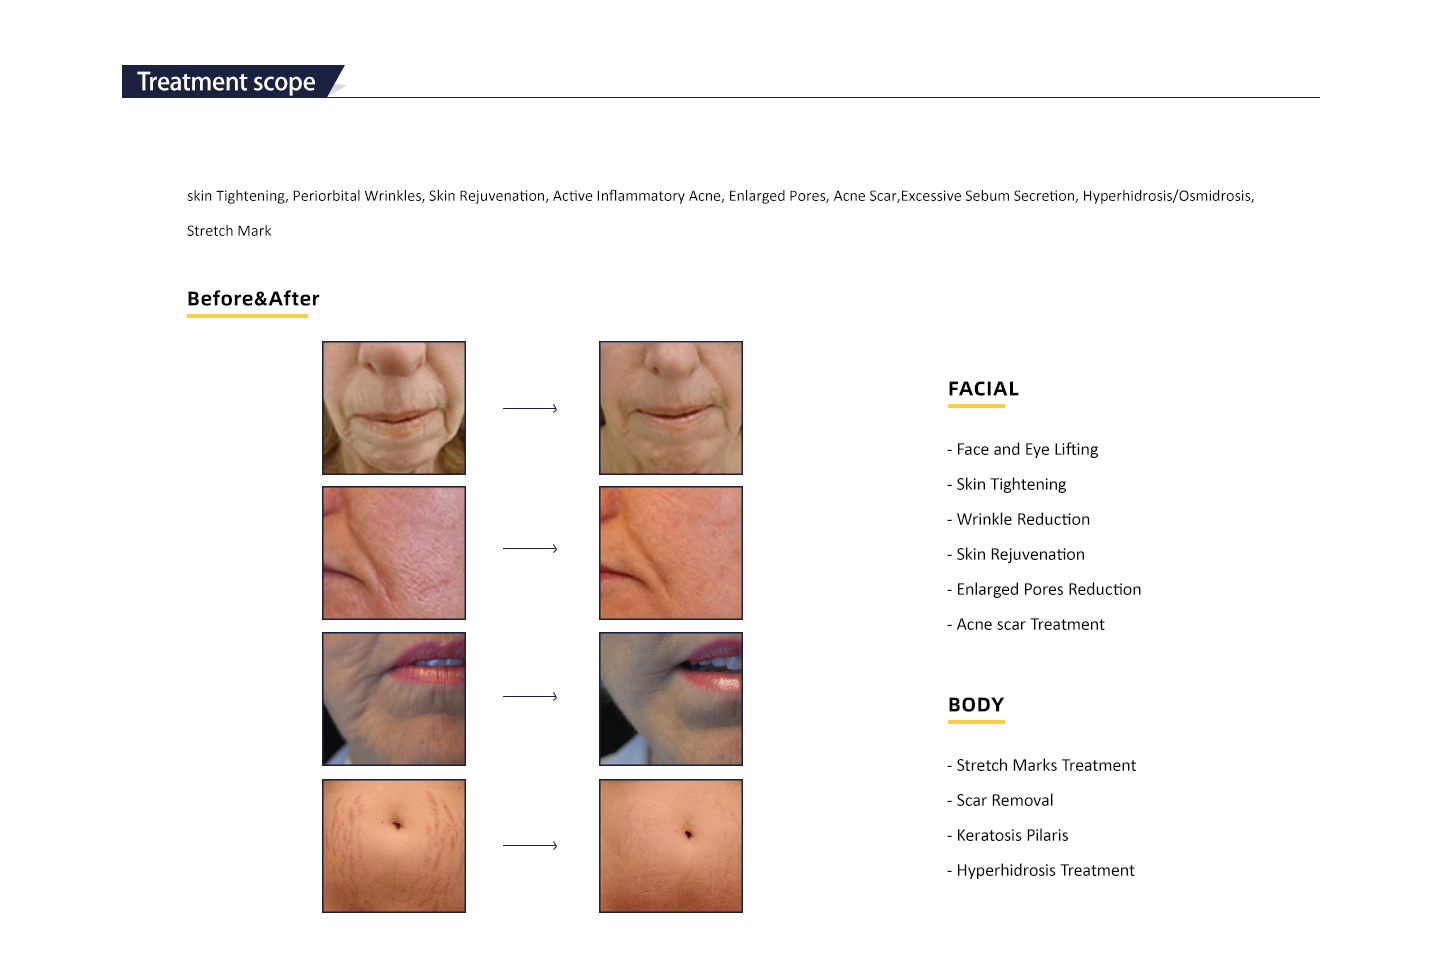 Treatment scope
skin Tightening, Periorbital Wrinkles, Skin Rejuvenation, Active Inflammatory Acne, Enlarged Pores, Acne Scar,Excessive Sebum Secretion, Hyperhidrosis/Osmidrosis,
Stretch Mark
Before&After
FACIAL
- Face and Eye Lifting
- Skin Tightening
- Wrinkle Reduction
- Skin Rejuvenation
- Enlarged Pores Reduction
- Acne scar Treatment
BODY
- Stretch Marks Treatment
- Scar Removal
- Keratosis Pilaris
- Hyperhidrosis Treatment